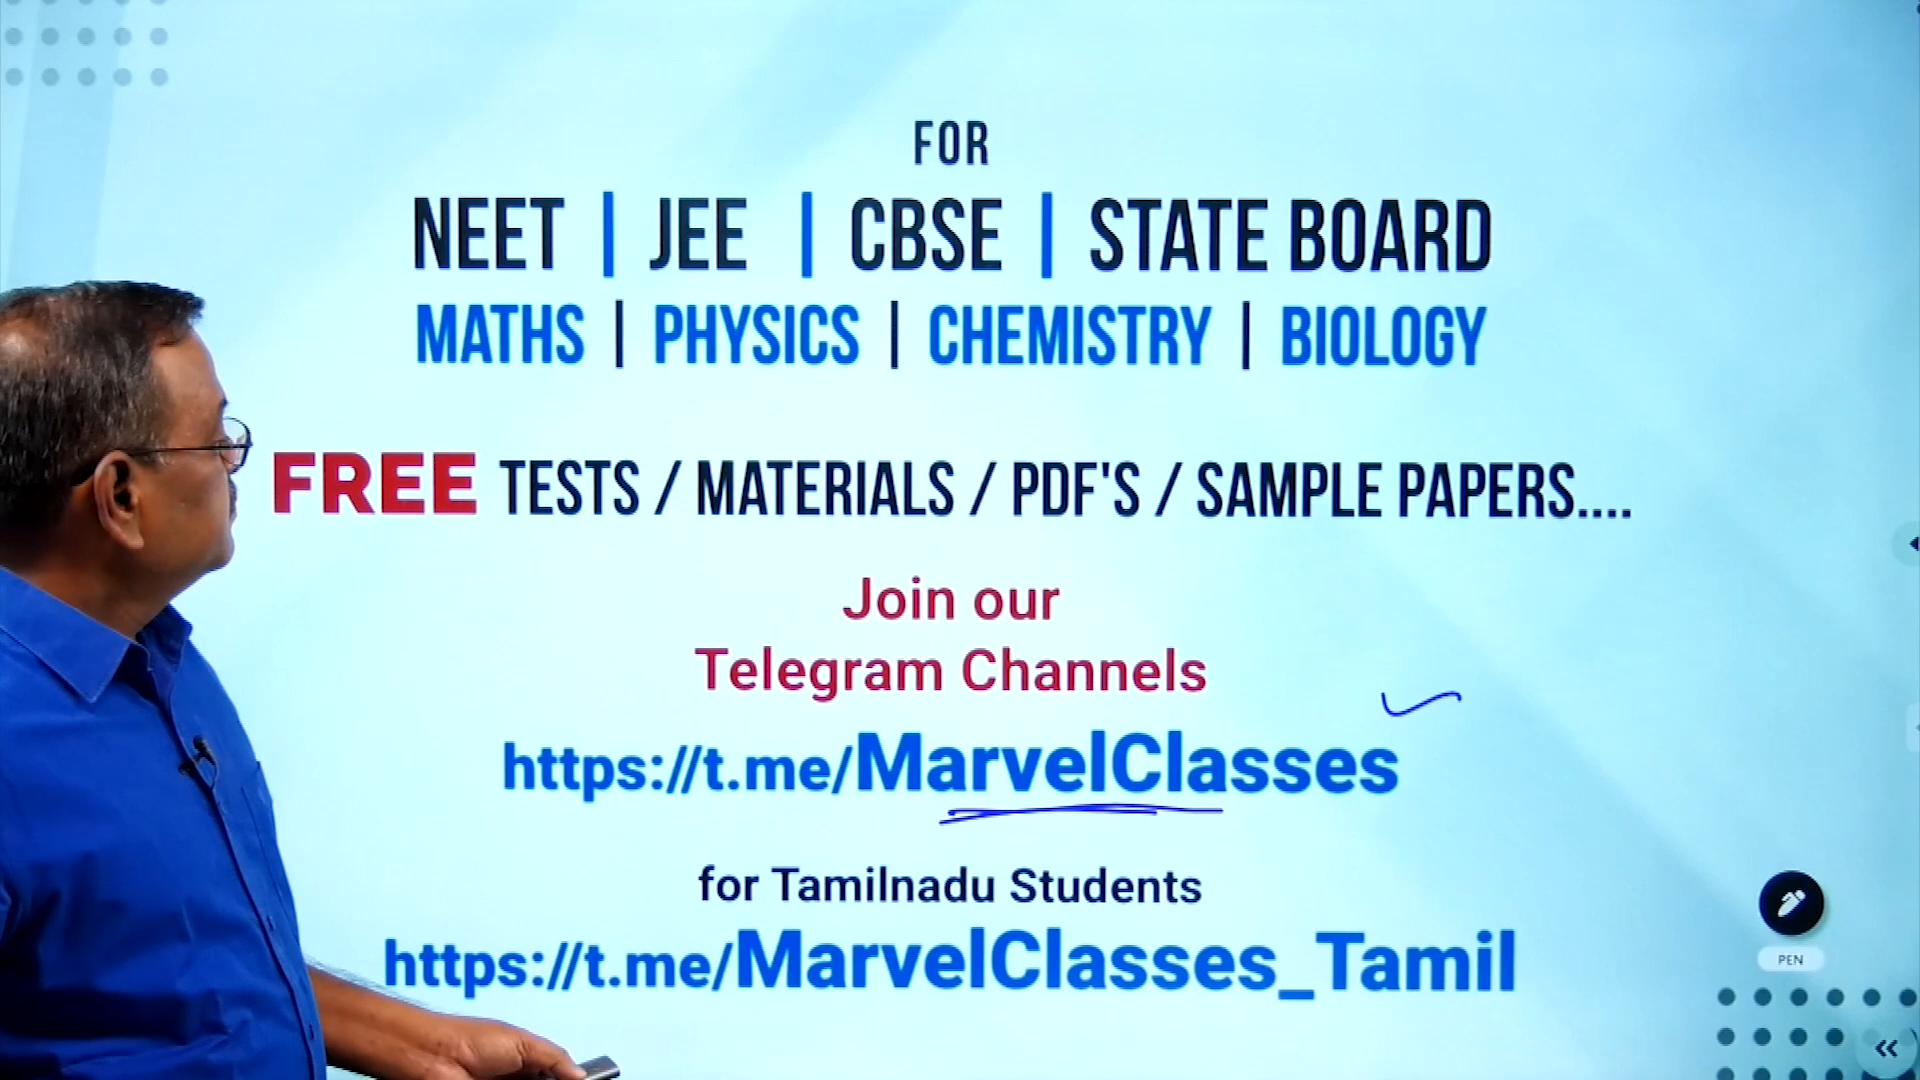 FOR
NEET | JEE | CBSE | STATE BOARD
MATHS | PHYSICS | CHEMISTRY | BIOLOGY
FREE TESTS / MATERIALS / PDF'S / SAMPLE PAPERS....
Join our
Telegram Channels
https://t.me/MarvelClasses
for Tamilnadu Students
https://t.me/MarvelClasses_Tamil
PEN